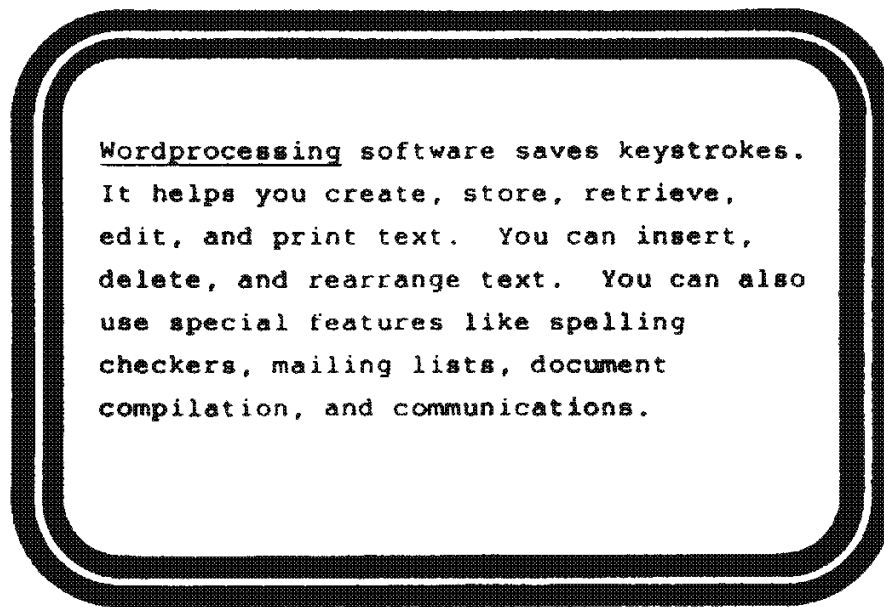 Wordprocessing software saves keystrokes.
It helps you create, store, retrieve,
edit, and print text.  You can insert,
delete, and rearrange text.  You can also
use special features like spelling
checkers, mailing lists, document
compilation, and communications.